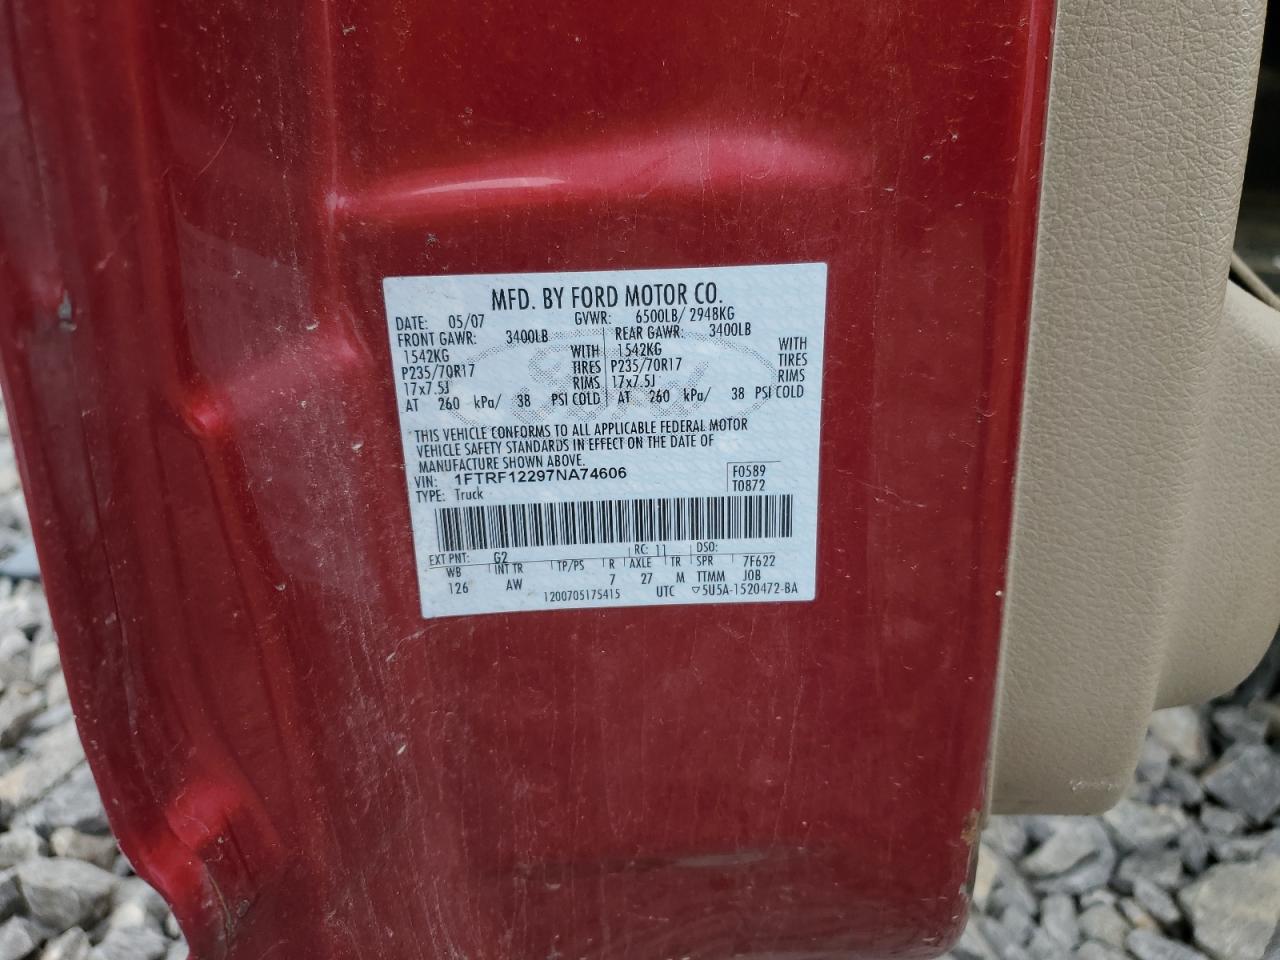 MFD. BY FORD MOTOR CO.
DATE: 05/07 GVWR: 6500LB/ 2948KG
FRONT GAWR: 3400LB REAR GAWR: 3400LB
1542KG WITH 1542KG WITH
P235/70R17 TIRES P235/70R17 TIRES
17x7.5J RIMS 17x7.5J RIMS
AT 260 kPa/ 38 PSI COLD AT 260 kPa/ 38 PSI COLD
THIS VEHICLE CONFORMS TO ALL APPLICABLE FEDERAL MOTOR
VEHICLE SAFETY STANDARDS IN EFFECT ON THE DATE OF
MANUFACTURE SHOWN ABOVE.
VIN: 1FTRF12297NA74606 F0589
TYPE: Truck T0872
EXT PNT: G2 RC: 11 DSO:
WB INT TR TP/PS R AXLE TR SPR 7F622
126 AW 7 27 M TTMM JOB
1200705175415 UTC ▽5U5A-1520472-BA